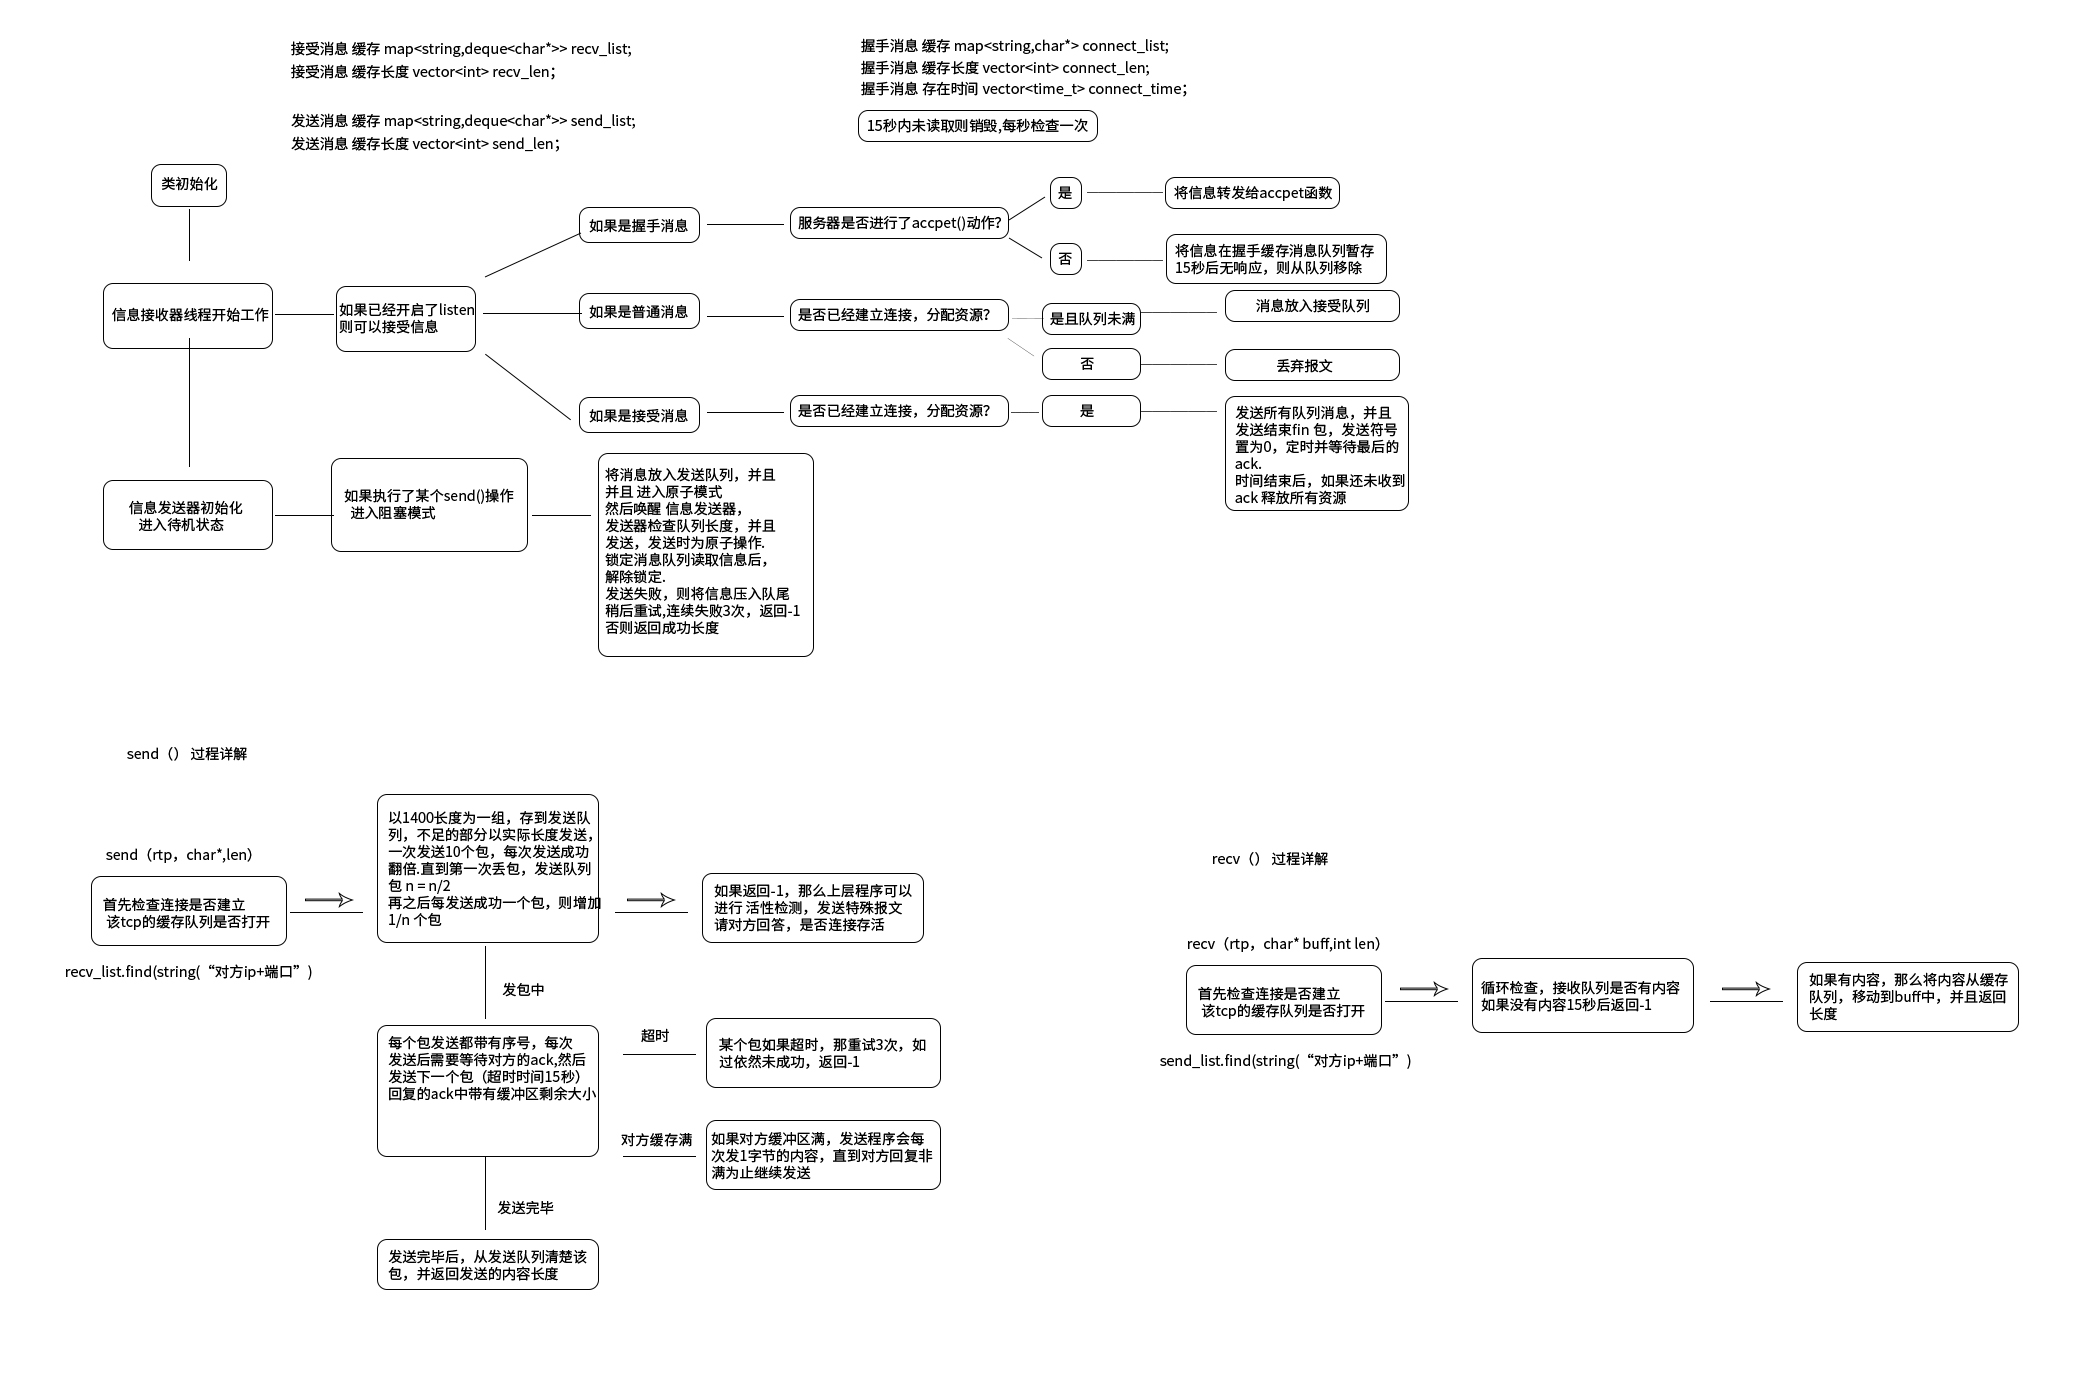 接受消息 缓存 map<string,deque<char*>> recv_list;
接受消息 缓存长度 vector<int> recv_len；
发送消息 缓存 map<string,deque<char*>> send_list;
发送消息 缓存长度 vector<int> send_len；
握手消息 缓存 map<string,char*> connect_list;
握手消息 缓存长度 vector<int> connect_len;
握手消息 存在时间 vector<time_t> connect_time；
15秒内未读取则销毁,每秒检查一次
类初始化
信息接收器线程开始工作
如果已经开启了listen
则可以接受信息
如果是握手消息
服务器是否进行了accpet()动作？
是
将信息转发给accpet函数
否
将信息在握手缓存消息队列暂存
15秒后无响应，则从队列移除
如果是普通消息
是否已经建立连接，分配资源？
是且队列未满
消息放入接受队列
否
丢弃报文
如果是接受消息
是否已经建立连接，分配资源？
是
发送所有队列消息，并且
发送结束fin 包，发送符号
置为0，定时并等待最后的
ack.
时间结束后，如果还未收到
ack 释放所有资源
信息发送器初始化
进入待机状态
如果执行了某个send()操作
进入阻塞模式
将消息放入发送队列，并且
并且 进入原子模式
然后唤醒 信息发送器，
发送器检查队列长度，并且
发送，发送时为原子操作.
锁定消息队列读取信息后，
解除锁定.
发送失败，则将信息压入队尾
稍后重试,连续失败3次，返回-1
否则返回成功长度
send（） 过程详解
send（rtp，char*,len）
首先检查连接是否建立
该tcp的缓存队列是否打开
recv_list.find(string(“对方ip+端口”)
以1400长度为一组，存到发送队
列，不足的部分以实际长度发送，
一次发送10个包，每次发送成功
翻倍.直到第一次丢包，发送队列
包 n = n/2
再之后每发送成功一个包，则增加
1/n 个包
如果返回-1，那么上层程序可以
进行 活性检测，发送特殊报文
请对方回答，是否连接存活
发包中
每个包发送都带有序号，每次
发送后需要等待对方的ack,然后
发送下一个包（超时时间15秒）
回复的ack中带有缓冲区剩余大小
超时
某个包如果超时，那重试3次，如
过依然未成功，返回-1
对方缓存满
如果对方缓冲区满，发送程序会每
次发1字节的内容，直到对方回复非
满为止继续发送
发送完毕
发送完毕后，从发送队列清楚该
包，并返回发送的内容长度
recv（） 过程详解
recv（rtp，char* buff,int len）
首先检查连接是否建立
该tcp的缓存队列是否打开
send_list.find(string(“对方ip+端口”)
循环检查，接收队列是否有内容
如果没有内容15秒后返回-1
如果有内容，那么将内容从缓存
队列，移动到buff中，并且返回
长度